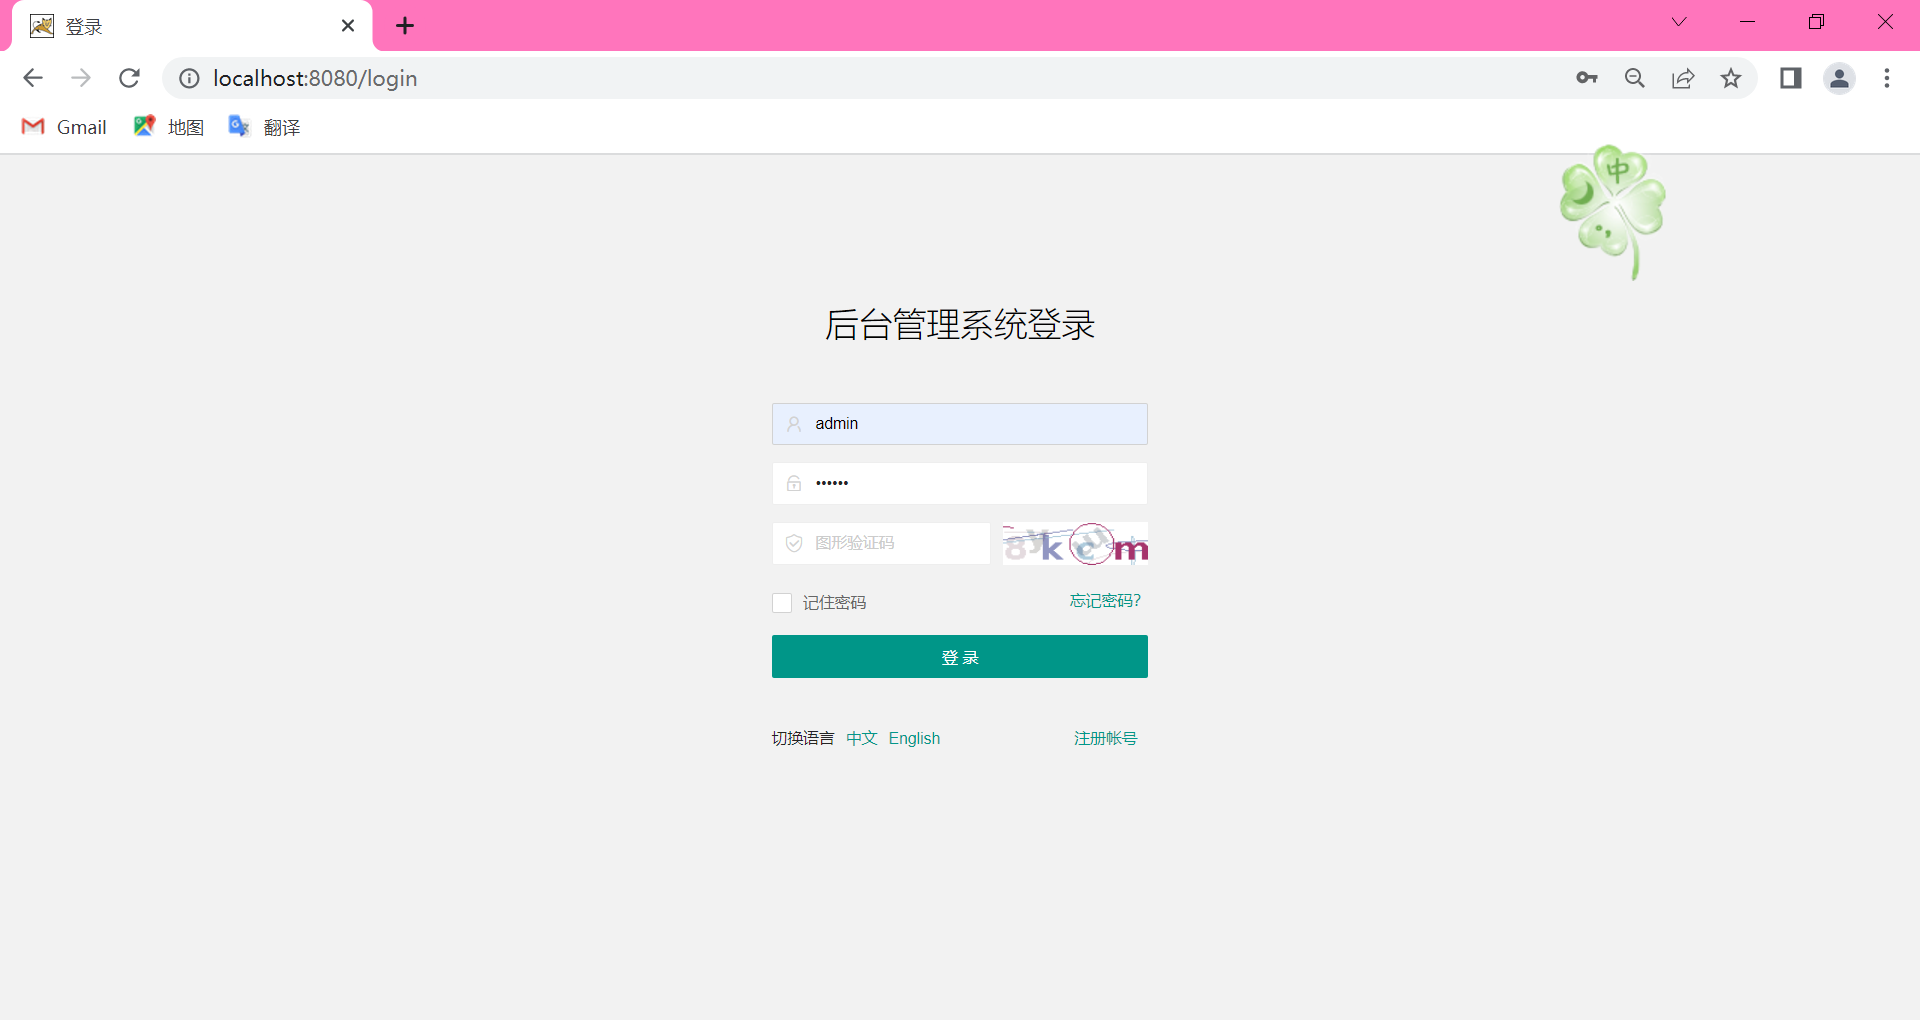 登录
localhost:8080/login
Gmail 地图 翻译
中
后台管理系统登录
admin
••••••
图形验证码
记住密码 忘记密码?
登 录
切换语言 中文 English 注册帐号